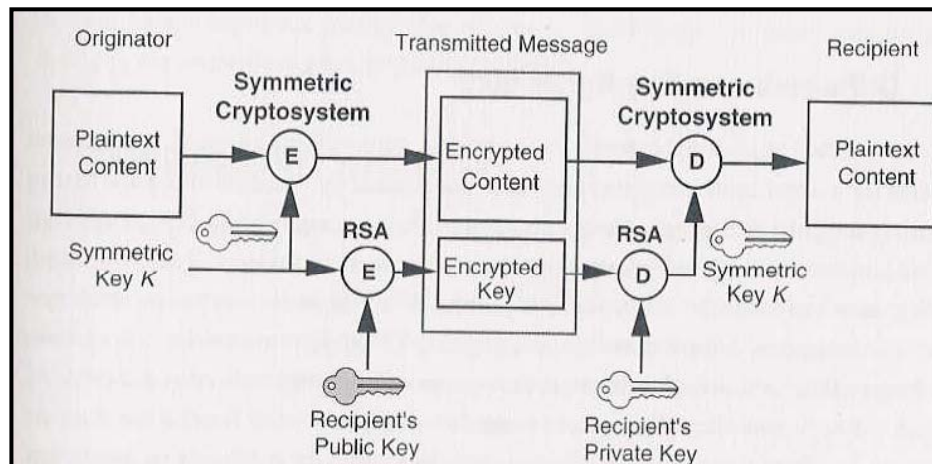 Originator
Transmitted Message
Recipient
Symmetric
Cryptosystem
Symmetric
Cryptosystem
Plaintext
Content
E
Encrypted
Content
D
Plaintext
Content
Symmetric
Key K
RSA
E
Encrypted
Key
RSA
D
Symmetric
Key K
Recipient's
Public Key
Recipient's
Private Key